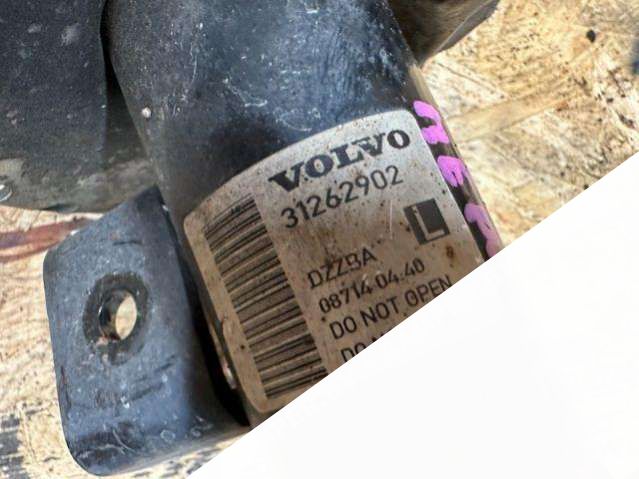 VOLVO
31262902
L
DZZBA
08714 04:40
DO NOT OPEN